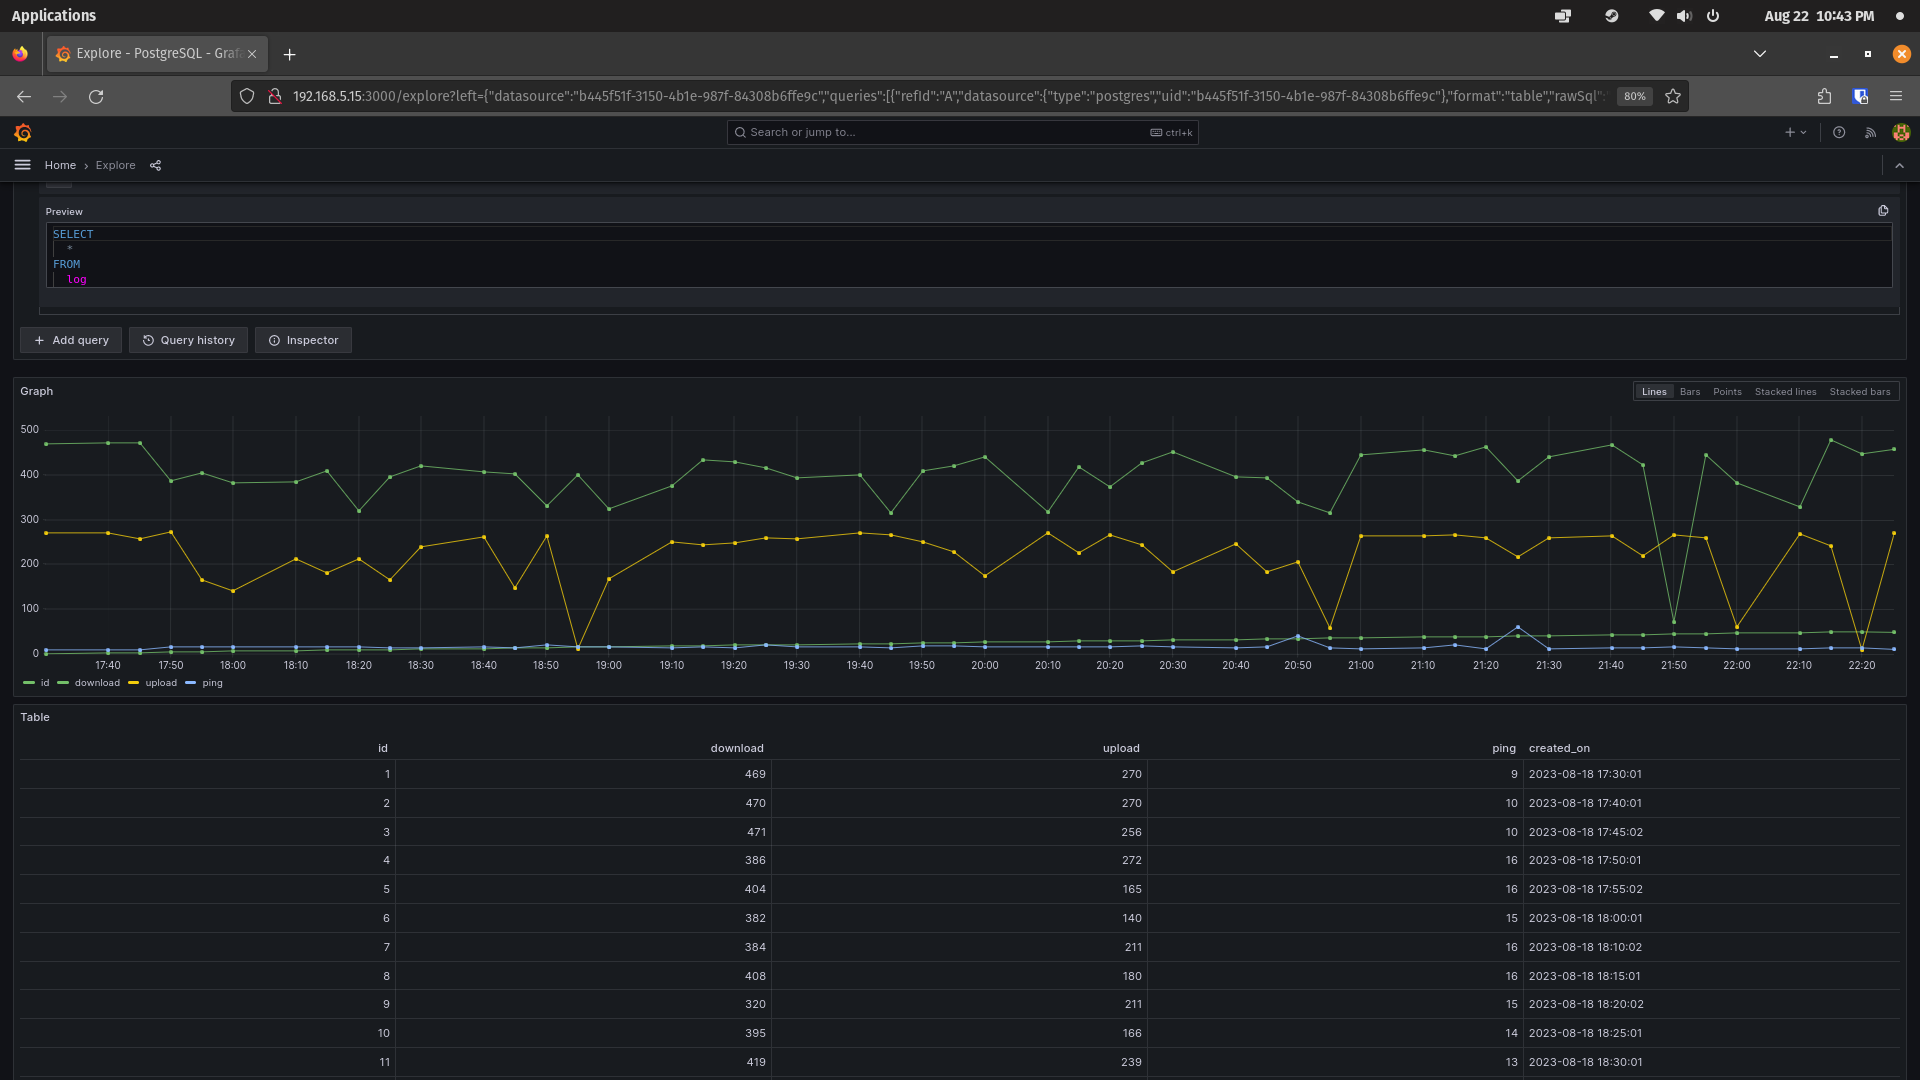 Applications
Aug 22 10:43 PM
Explore - PostgreSQL - Grafa
192.168.5.15:3000/explore?left={"datasource":"b445f51f-3150-4b1e-987f-84308b6ffe9c","queries":[{"refId":"A","datasource":{"type":"postgres","uid":"b445f51f-3150-4b1e-987f-84308b6ffe9c"},"format":"table","rawSql":
80%
Search or jump to...
ctrl+k
Home › Explore
Preview
SELECT
*
FROM
log
+ Add query
Query history
Inspector
Graph
Lines Bars Points Stacked lines Stacked bars
500
400
300
200
100
0
17:40 17:50 18:00 18:10 18:20 18:30 18:40 18:50 19:00 19:10 19:20 19:30 19:40 19:50 20:00 20:10 20:20 20:30 20:40 20:50 21:00 21:10 21:20 21:30 21:40 21:50 22:00 22:10 22:20
id download upload ping
Table
id download upload ping created_on
1 469 270 9 2023-08-18 17:30:01
2 470 270 10 2023-08-18 17:40:01
3 471 256 10 2023-08-18 17:45:02
4 386 272 16 2023-08-18 17:50:01
5 404 165 16 2023-08-18 17:55:02
6 382 140 15 2023-08-18 18:00:01
7 384 211 16 2023-08-18 18:10:02
8 408 180 16 2023-08-18 18:15:01
9 320 211 15 2023-08-18 18:20:02
10 395 166 14 2023-08-18 18:25:01
11 419 239 13 2023-08-18 18:30:01